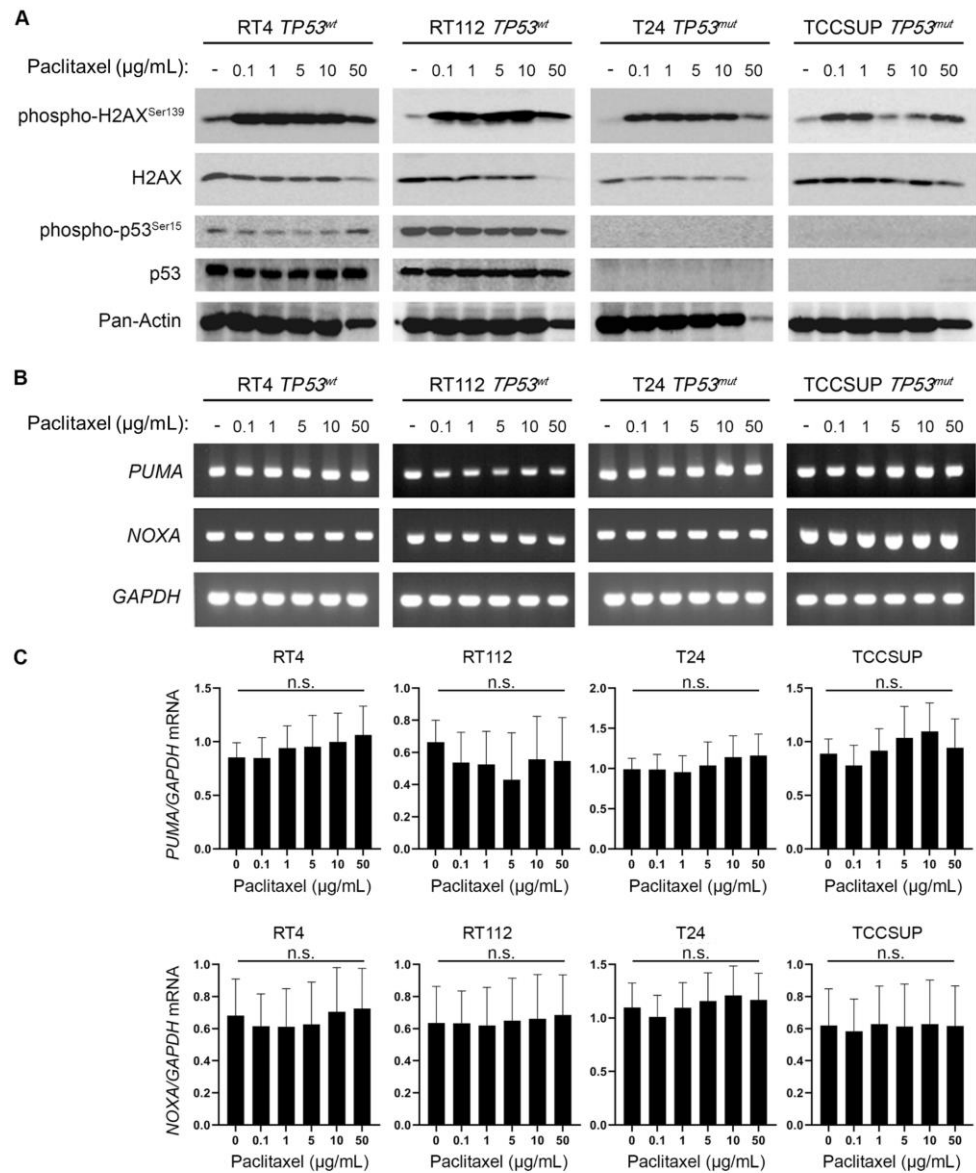 A
RT4 TP53wt RT112 TP53wt T24 TP53mut TCCSUP TP53mut
Paclitaxel (µg/mL): - 0.1 1 5 10 50 - 0.1 1 5 10 50 - 0.1 1 5 10 50 - 0.1 1 5 10 50
phospho-H2AXSer139
H2AX
phospho-p53Ser15
p53
Pan-Actin
B
RT4 TP53wt RT112 TP53wt T24 TP53mut TCCSUP TP53mut
Paclitaxel (µg/mL): - 0.1 1 5 10 50 - 0.1 1 5 10 50 - 0.1 1 5 10 50 - 0.1 1 5 10 50
PUMA
NOXA
GAPDH
C
RT4 RT112 T24 TCCSUP
n.s. n.s. n.s. n.s.
PUMA/GAPDH mRNA
1.5 1.0 0.5 0.0
1.0 0.8 0.6 0.4 0.2 0.0
2.0 1.5 1.0 0.5 0.0
1.5 1.0 0.5 0.0
0 0.1 1 5 10 50 0 0.1 1 5 10 50 0 0.1 1 5 10 50 0 0.1 1 5 10 50
Paclitaxel (µg/mL) Paclitaxel (µg/mL) Paclitaxel (µg/mL) Paclitaxel (µg/mL)
RT4 RT112 T24 TCCSUP
n.s. n.s. n.s. n.s.
NOXA/GAPDH mRNA
1.0 0.8 0.6 0.4 0.2 0.0
1.0 0.8 0.6 0.4 0.2 0.0
1.5 1.0 0.5 0.0
1.0 0.8 0.6 0.4 0.2 0.0
0 0.1 1 5 10 50 0 0.1 1 5 10 50 0 0.1 1 5 10 50 0 0.1 1 5 10 50
Paclitaxel (µg/mL) Paclitaxel (µg/mL) Paclitaxel (µg/mL) Paclitaxel (µg/mL)